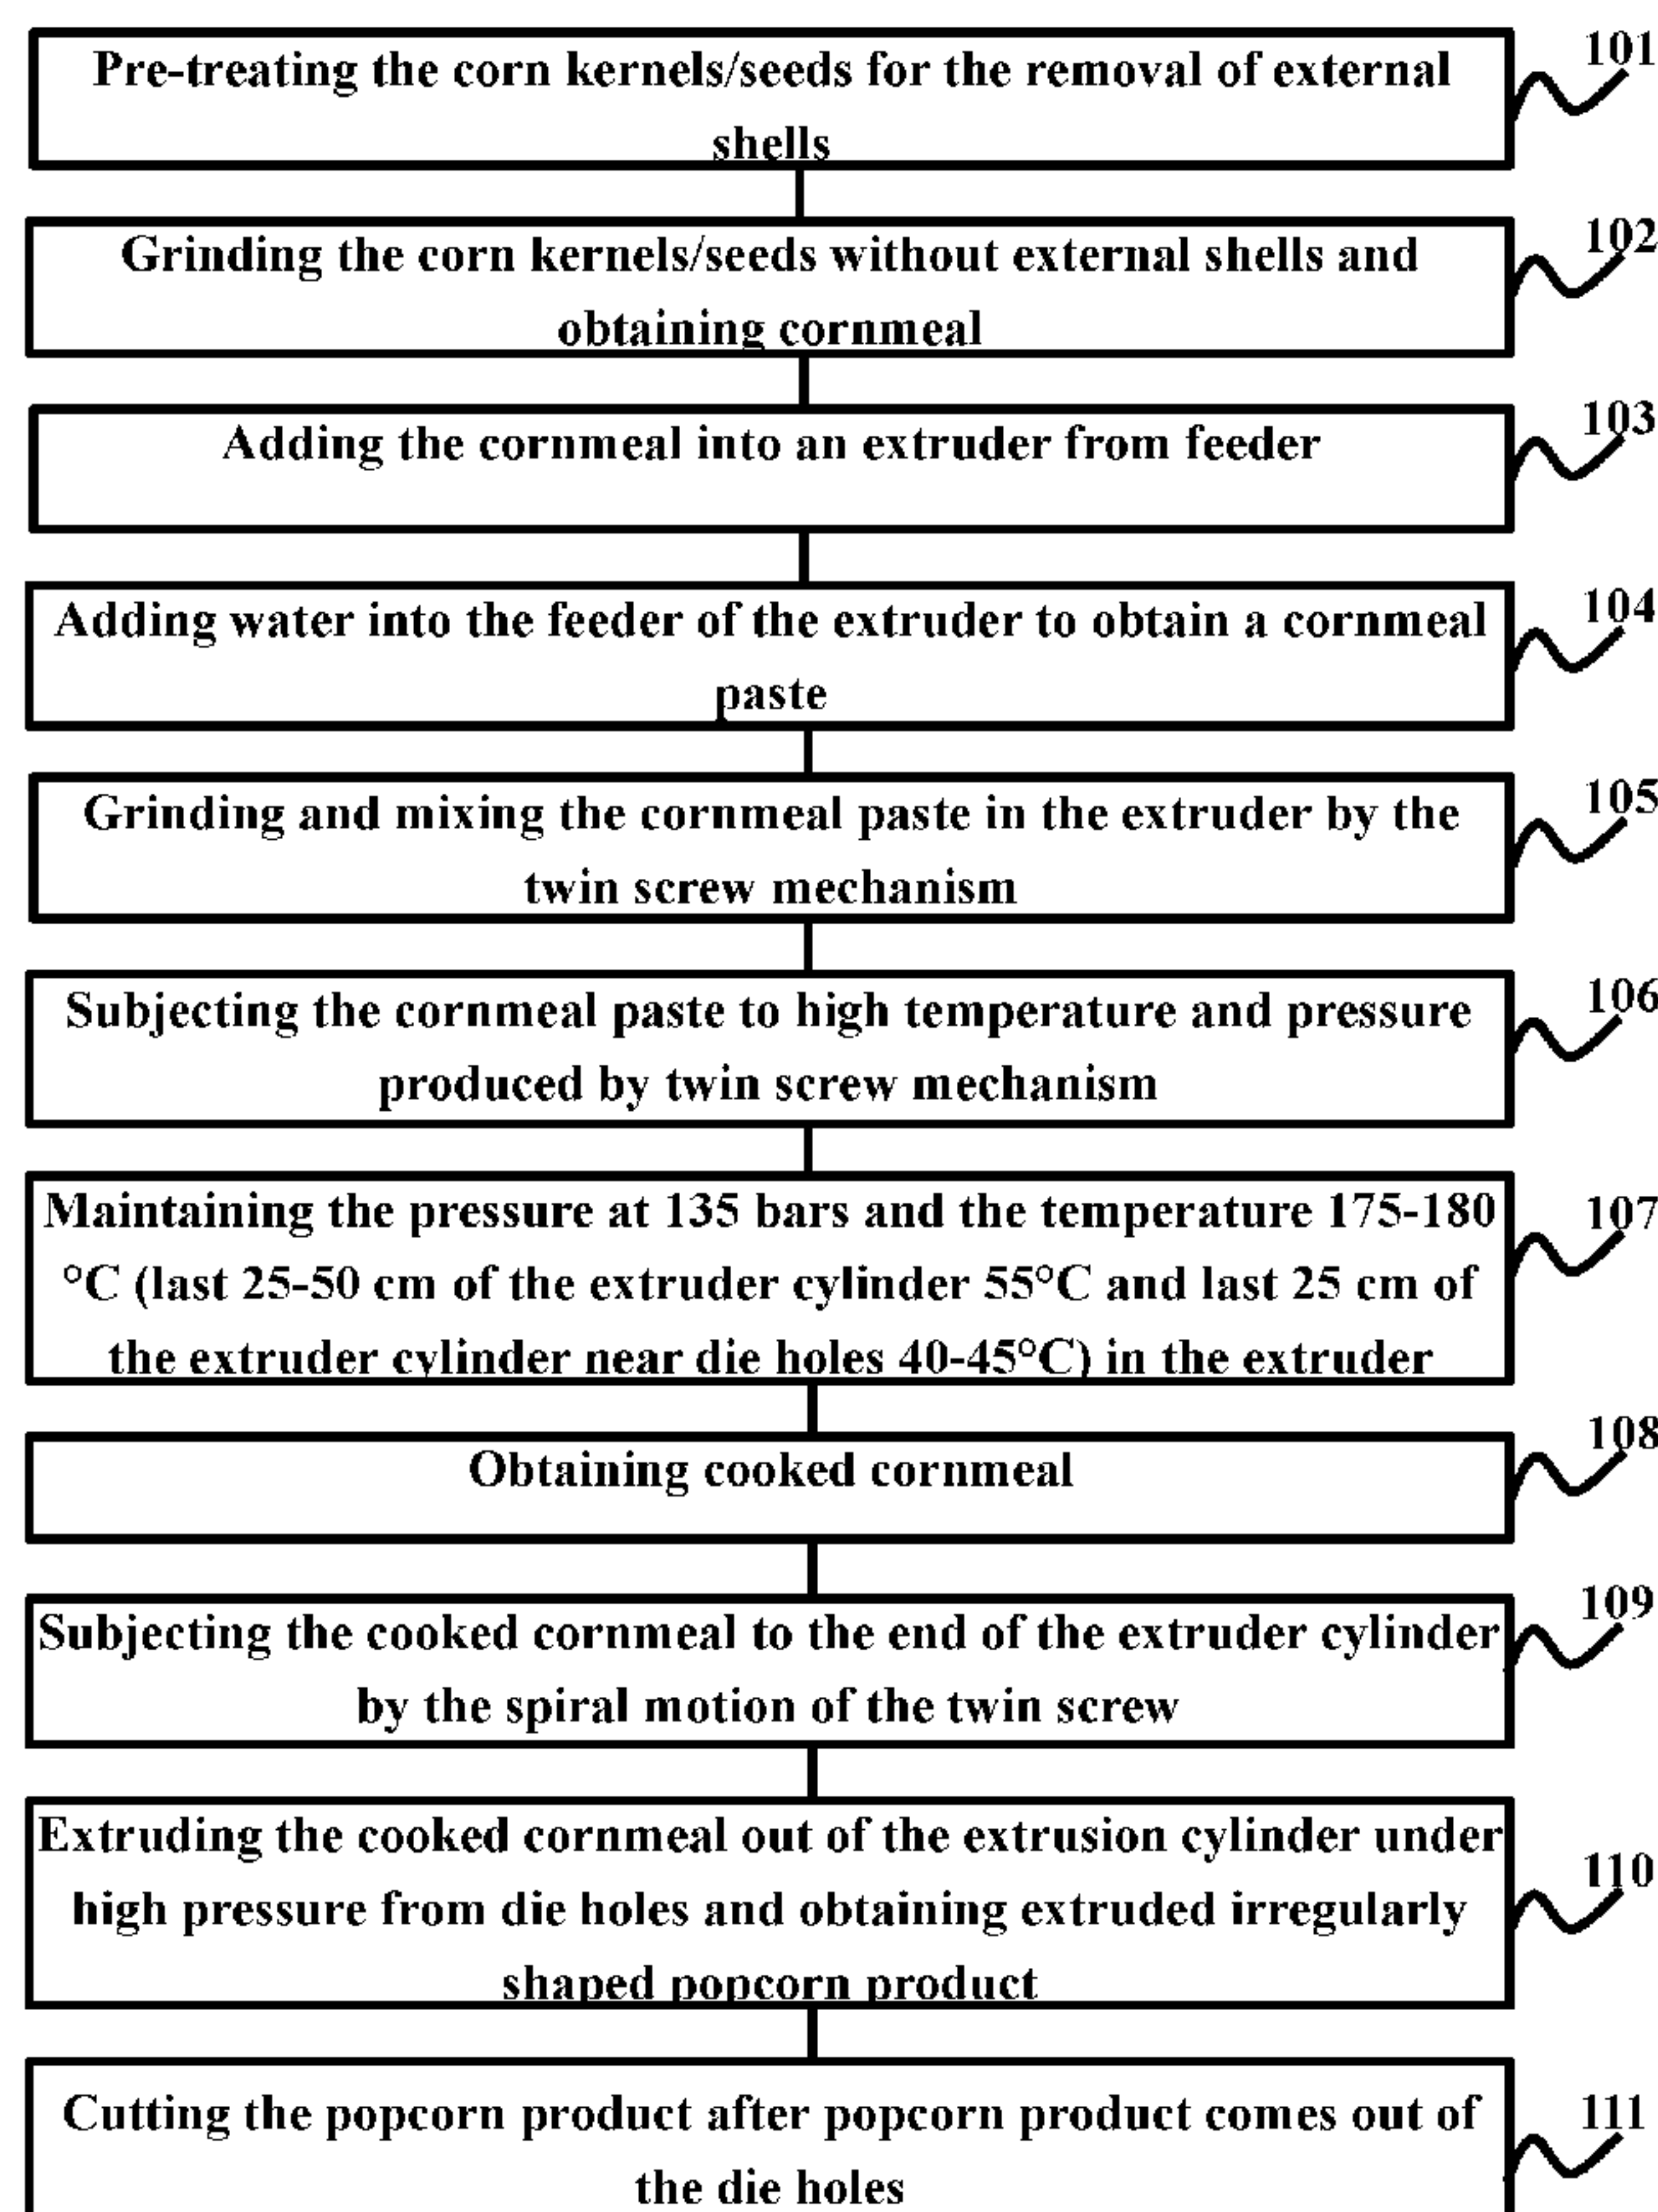 Pre-treating the corn kernels/seeds for the removal of external
shells
101
Grinding the corn kernels/seeds without external shells and
obtaining cornmeal
102
Adding the cornmeal into an extruder from feeder
103
Adding water into the feeder of the extruder to obtain a cornmeal
paste
104
Grinding and mixing the cornmeal paste in the extruder by the
twin screw mechanism
105
Subjecting the cornmeal paste to high temperature and pressure
produced by twin screw mechanism
106
Maintaining the pressure at 135 bars and the temperature 175-180
°C (last 25-50 cm of the extruder cylinder 55°C and last 25 cm of
the extruder cylinder near die holes 40-45°C) in the extruder
107
Obtaining cooked cornmeal
108
Subjecting the cooked cornmeal to the end of the extruder cylinder
by the spiral motion of the twin screw
109
Extruding the cooked cornmeal out of the extrusion cylinder under
high pressure from die holes and obtaining extruded irregularly
shaped popcorn product
110
Cutting the popcorn product after popcorn product comes out of
the die holes
111